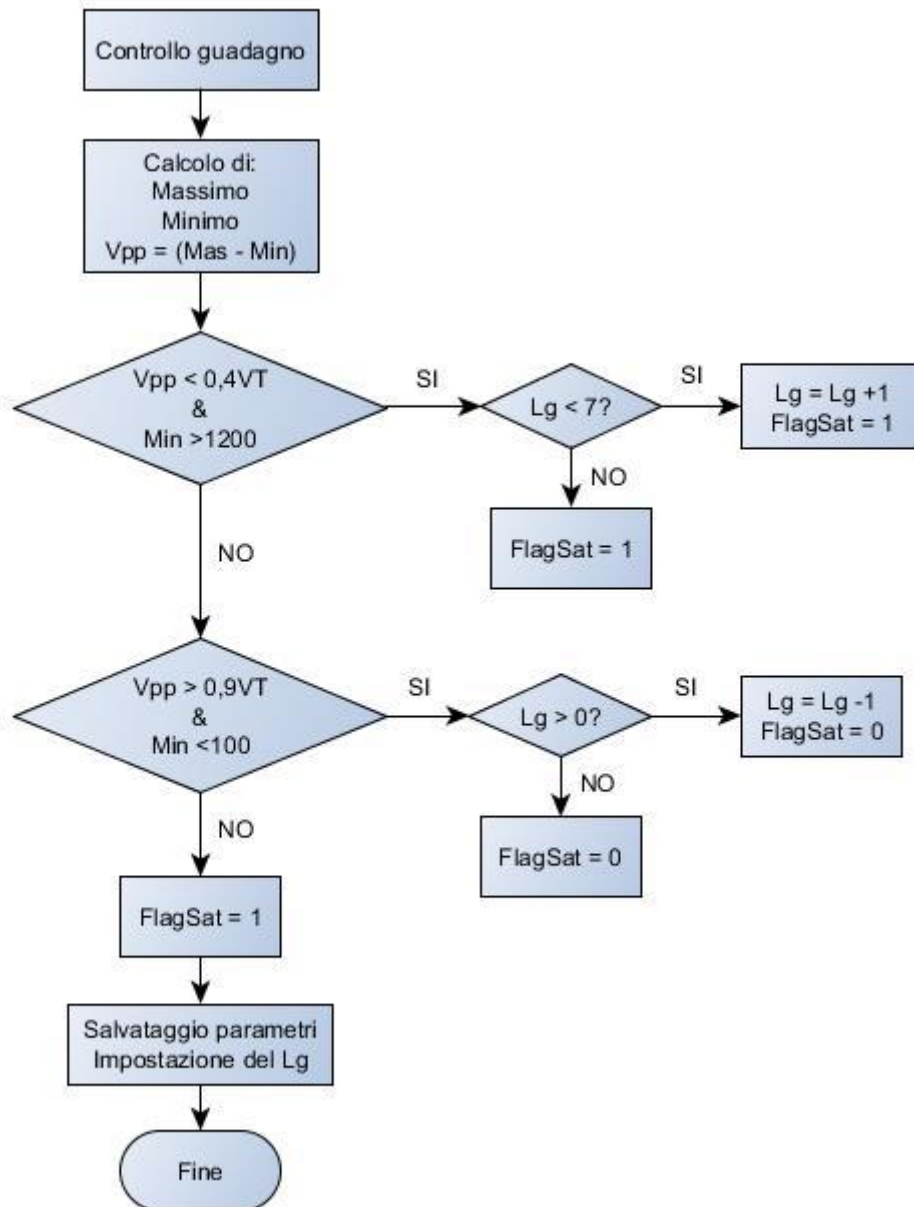 Controllo guadagno
Calcolo di:
Massimo
Minimo
Vpp = (Mas - Min)
Vpp < 0,4VT
&
Min >1200
SI
Lg < 7?
SI
Lg = Lg +1
FlagSat = 1
NO
FlagSat = 1
NO
Vpp > 0,9VT
&
Min <100
SI
Lg > 0?
SI
Lg = Lg -1
FlagSat = 0
NO
FlagSat = 0
NO
FlagSat = 1
Salvataggio parametri
Impostazione del Lg
Fine